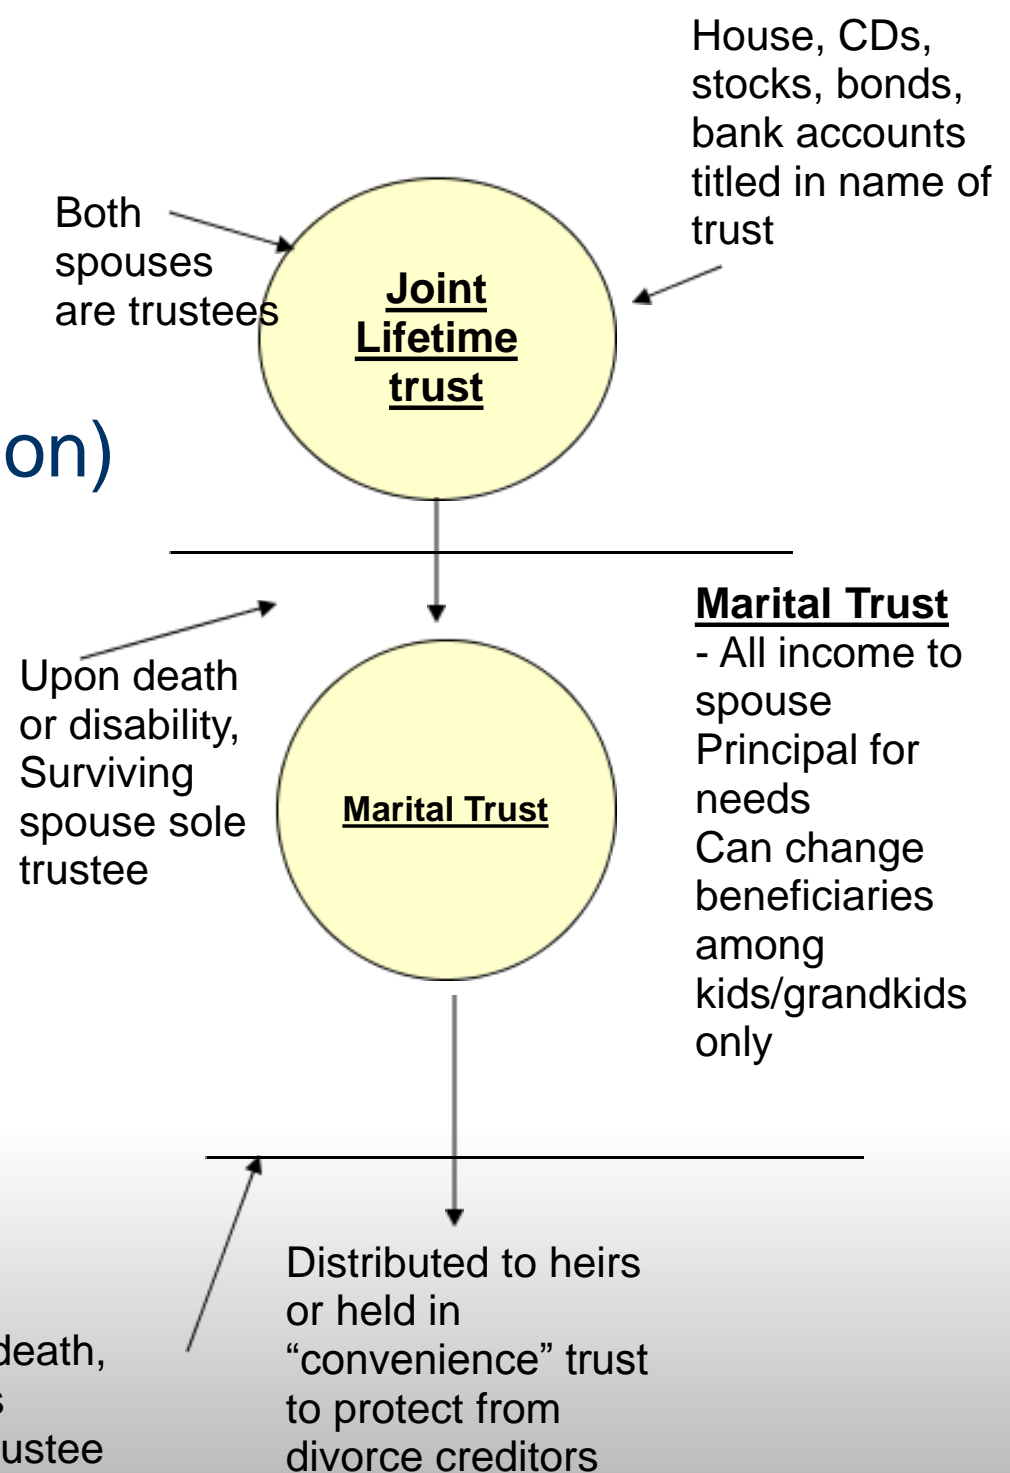 House, CDs,
stocks, bonds,
bank accounts
titled in name of
trust
Both
spouses
are trustees
Joint
Lifetime
trust
on)
Upon death
or disability,
Surviving
spouse sole
trustee
Marital Trust
Marital Trust
- All income to
spouse
Principal for
needs
Can change
beneficiaries
among
kids/grandkids
only
death,
s
ustee
Distributed to heirs
or held in
“convenience” trust
to protect from
divorce creditors